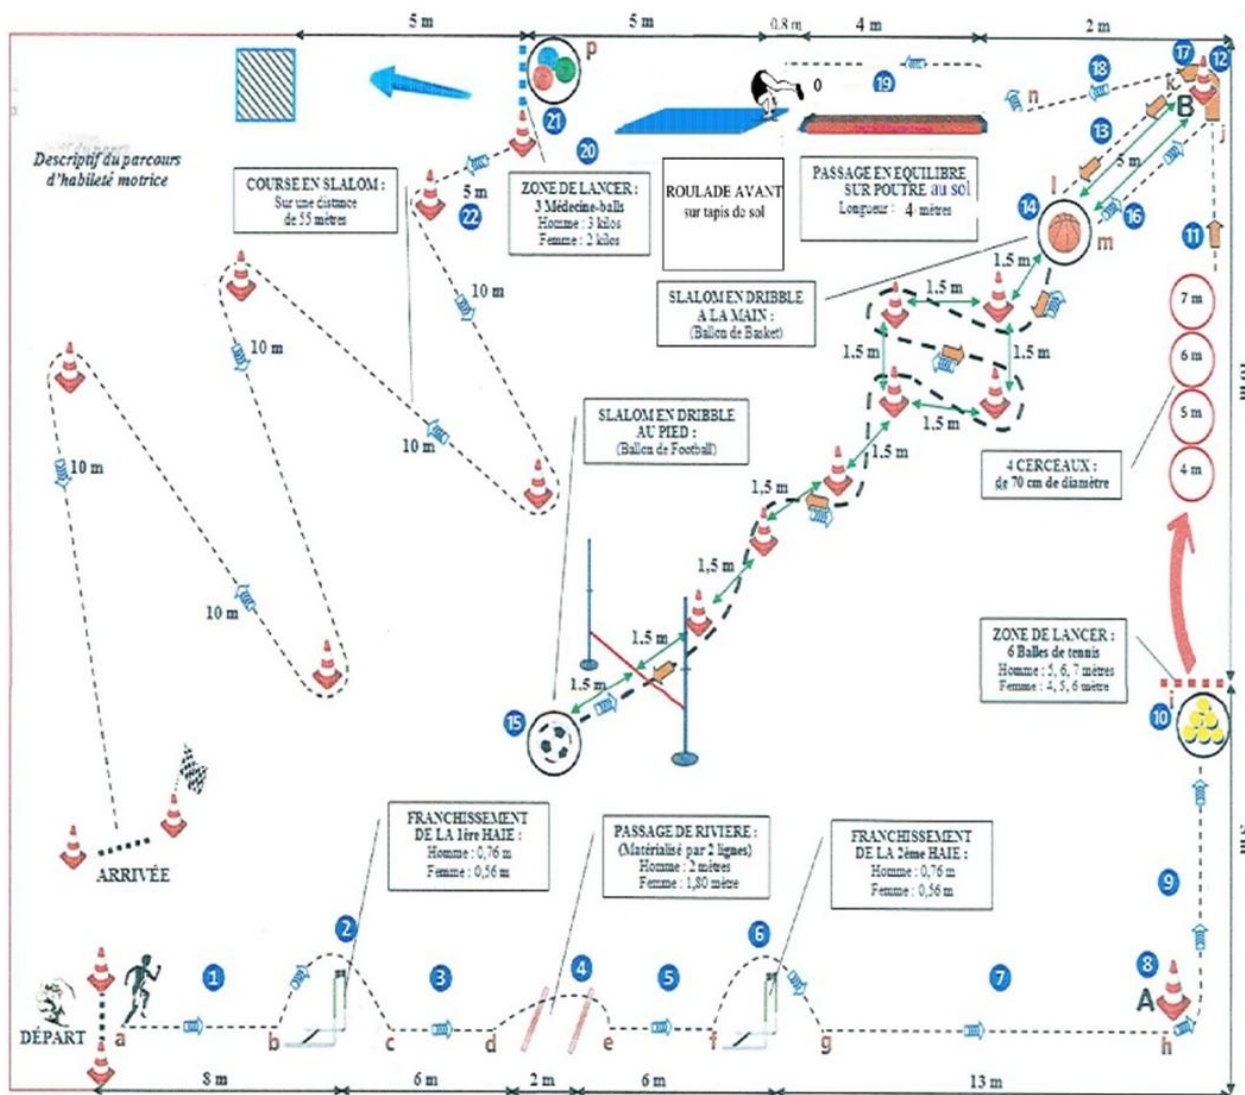 5 m
5 m
0.8 m
4 m
2 m
p
17
12
18
19
0
n
k
B
j
13
21
20
5 m
Descriptif du parcours
d'habileté motrice
COURSE EN SLALOM :
Sur une distance
de 55 mètres
5 m
22
ZONE DE LANCER :
3 Médecine-balls
Homme : 3 kilos
Femme : 2 kilos
ROULADE AVANT
sur tapis de sol
PASSAGE EN EQUILIBRE
SUR POUTRE au sol
Longueur : 4 mètres
l
14
16
m
11
1.5 m
10 m
SLALOM EN DRIBBLE
A LA MAIN :
(Ballon de Basket)
1.5 m
7 m
10 m
1.5 m
1.5 m
6 m
SLALOM EN DRIBBLE
AU PIED :
(Ballon de Football)
1.5 m
5 m
10 m
10 m
1.5 m
4 CERCEAUX :
de 70 cm de diamètre
4 m
1,5 m
1,5 m
10 m
1.5 m
ZONE DE LANCER :
6 Balles de tennis
Homme : 5, 6, 7 mètres
Femme : 4, 5, 6 mètre
1.5 m
i
15
10
FRANCHISSEMENT
DE LA 1ère HAIE :
Homme : 0,76 m
Femme : 0,56 m
PASSAGE DE RIVIERE :
(Matérialisé par 2 lignes)
Homme : 2 mètres
Femme : 1,80 mètre
FRANCHISSEMENT
DE LA 2ème HAIE :
Homme : 0,76 m
Femme : 0,56 m
ARRIVÉE
9
2
6
1
3
4
5
7
8
A
DÉPART
a
b
c
d
e
f
g
h
8 m
6 m
2 m
6 m
13 m